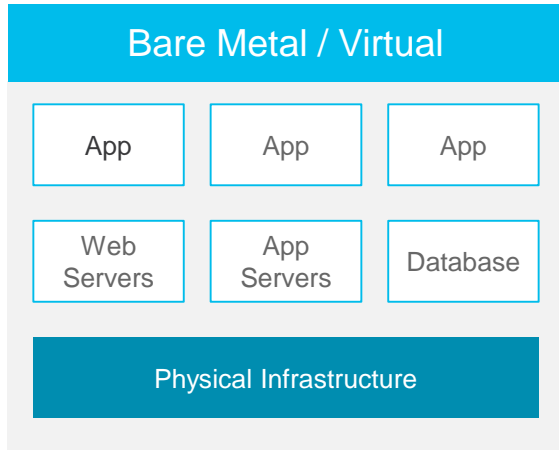 Bare Metal / Virtual
App
App
App
Web
Servers
App
Servers
Database
Physical Infrastructure